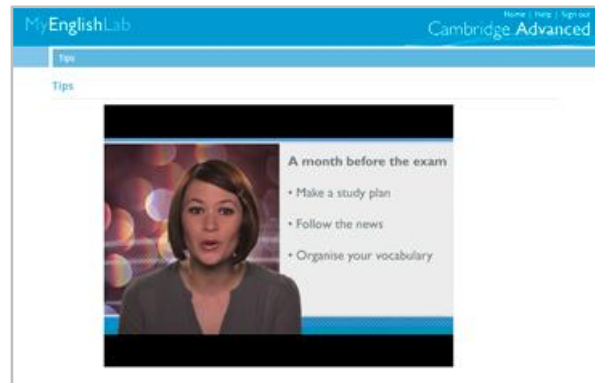 Home | Help | Sign out
MyEnglishLab
Cambridge Advanced
Tips
Tips
A month before the exam
• Make a study plan
• Follow the news
• Organise your vocabulary